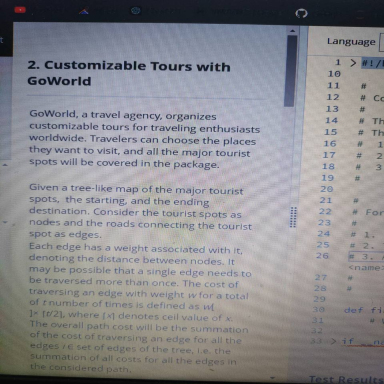 Language
2. Customizable Tours with
GoWorld
GoWorld, a travel agency, organizes
customizable tours for traveling enthusiasts
worldwide. Travelers can choose the places
they want to visit, and all the major tourist
spots will be covered in the package.
Given a tree-like map of the major tourist
spots, the starting, and the ending
destination. Consider the tourist spots as
nodes and the roads connecting the tourist
spot as edges.
Each edge has a weight associated with it,
denoting the distance between nodes. It
may be possible that a single edge needs to
be traversed more than once. The cost of
traversing an edge with weight w for a total
of t number of times is defined as
[t/2], where [x] denotes ceil value of x.
The overall path cost will be the summation
of the cost of traversing an edge for all the
edges in the set of edges of the tree, i.e. the
summation of all costs for all the edges in
the considered path.
1 > #!/
10
11 #
12 # Co
13 #
14 # Th
15 # Th
16 # 1
17 # 2
18 # 3
19 #
20
21 #
22 # For
23 #
24 # 1.
25 # 2.
26 # 3.
<name>
27 #
28 #
29
30 def fi
31 #
33 > if __n
Test Results